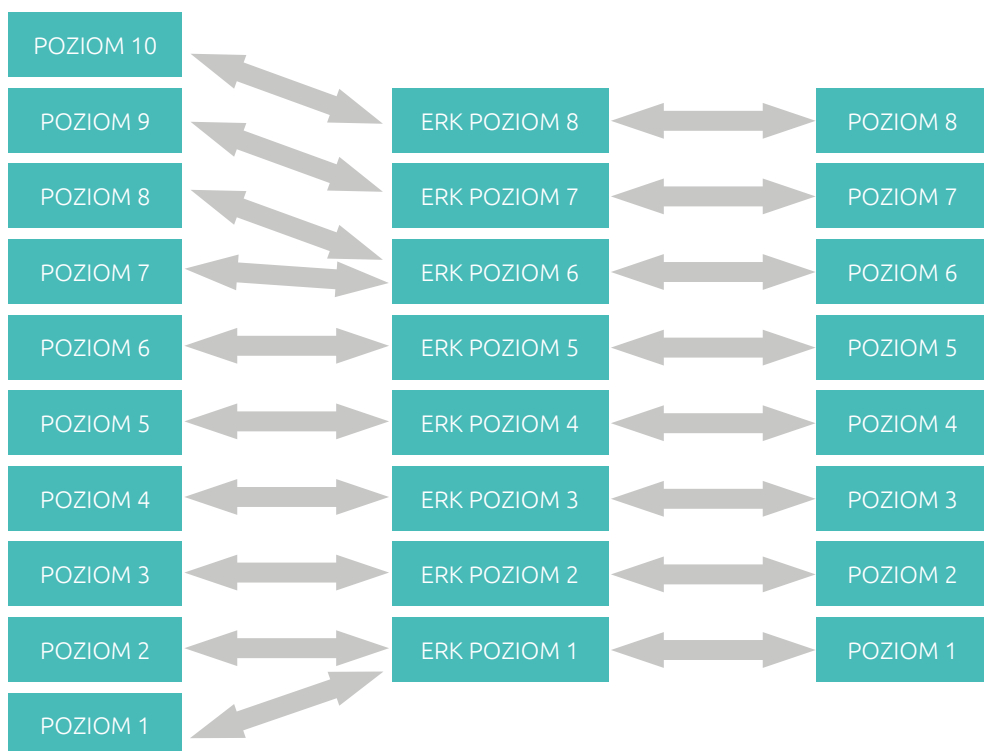 POZIOM 10
POZIOM 9
ERK POZIOM 8
POZIOM 8
POZIOM 8
ERK POZIOM 7
POZIOM 7
POZIOM 7
ERK POZIOM 6
POZIOM 6
POZIOM 6
ERK POZIOM 5
POZIOM 5
POZIOM 5
ERK POZIOM 4
POZIOM 4
POZIOM 4
ERK POZIOM 3
POZIOM 3
POZIOM 3
ERK POZIOM 2
POZIOM 2
POZIOM 2
ERK POZIOM 1
POZIOM 1
POZIOM 1